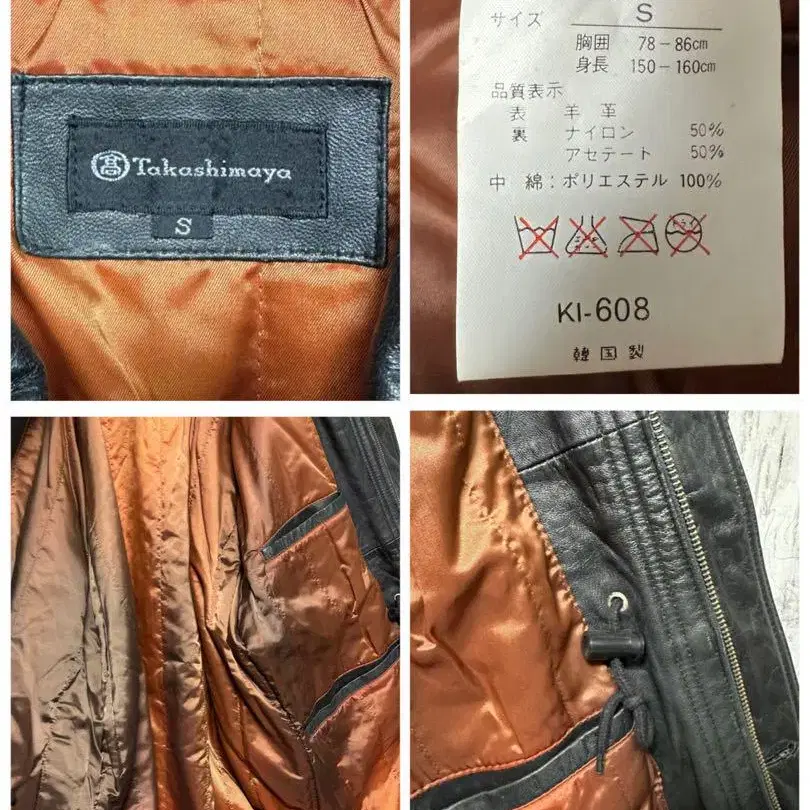 髙 Takashimaya
S
サイズ S
胸囲 78-86cm
身長 150-160cm
品質表示
表 羊革
裏 ナイロン 50%
アセテート 50%
中綿:ポリエステル 100%
KI-608
韓国製